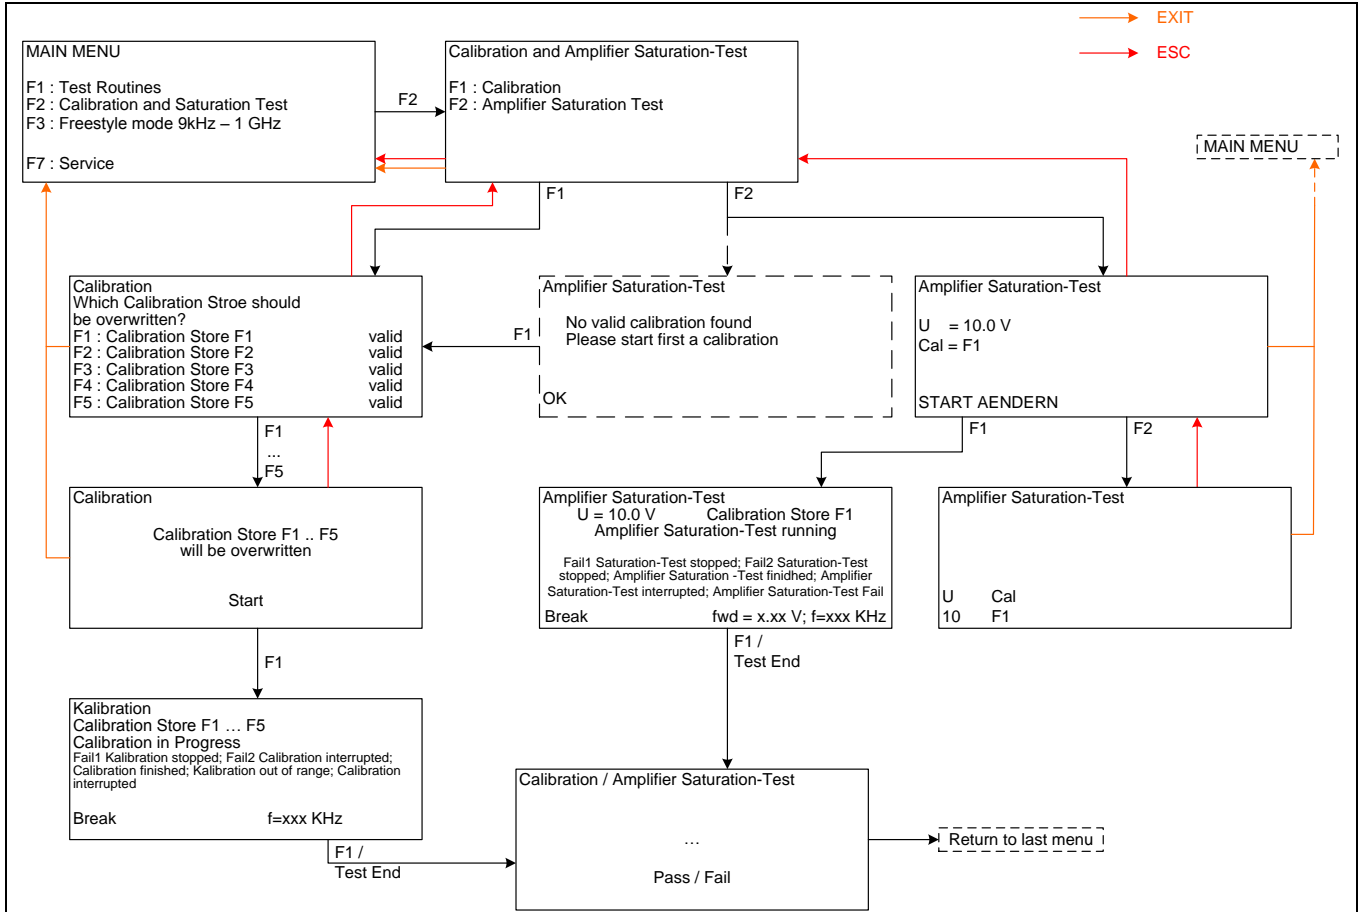 EXIT
ESC
MAIN MENU
F1 : Test Routines
F2 : Calibration and Saturation Test
F3 : Freestyle mode 9kHz – 1 GHz
F7 : Service
F2
Calibration and Amplifier Saturation-Test
F1 : Calibration
F2 : Amplifier Saturation Test
MAIN MENU
F1
F2
Calibration
Which Calibration Stroe should
be overwritten?
F1 : Calibration Store F1 valid
F2 : Calibration Store F2 valid
F3 : Calibration Store F3 valid
F4 : Calibration Store F4 valid
F5 : Calibration Store F5 valid
F1
Amplifier Saturation-Test
No valid calibration found
Please start first a calibration
OK
Amplifier Saturation-Test
U = 10.0 V
Cal = F1
START AENDERN
F1
...
F5
F1
F2
Calibration
Calibration Store F1 .. F5
will be overwritten
Start
Amplifier Saturation-Test
U = 10.0 V Calibration Store F1
Amplifier Saturation-Test running
Fail1 Saturation-Test stopped; Fail2 Saturation-Test
stopped; Amplifier Saturation -Test finidhed; Amplifier
Saturation-Test interrupted; Amplifier Saturation-Test Fail
Break fwd = x.xx V; f=xxx KHz
Amplifier Saturation-Test
U Cal
10 F1
F1
F1 /
Test End
Kalibration
Calibration Store F1 … F5
Calibration in Progress
Fail1 Kalibration stopped; Fail2 Calibration interrupted;
Calibration finished; Kalibration out of range; Calibration
interrupted
Break f=xxx KHz
F1 /
Test End
Calibration / Amplifier Saturation-Test
…
Pass / Fail
Return to last menu